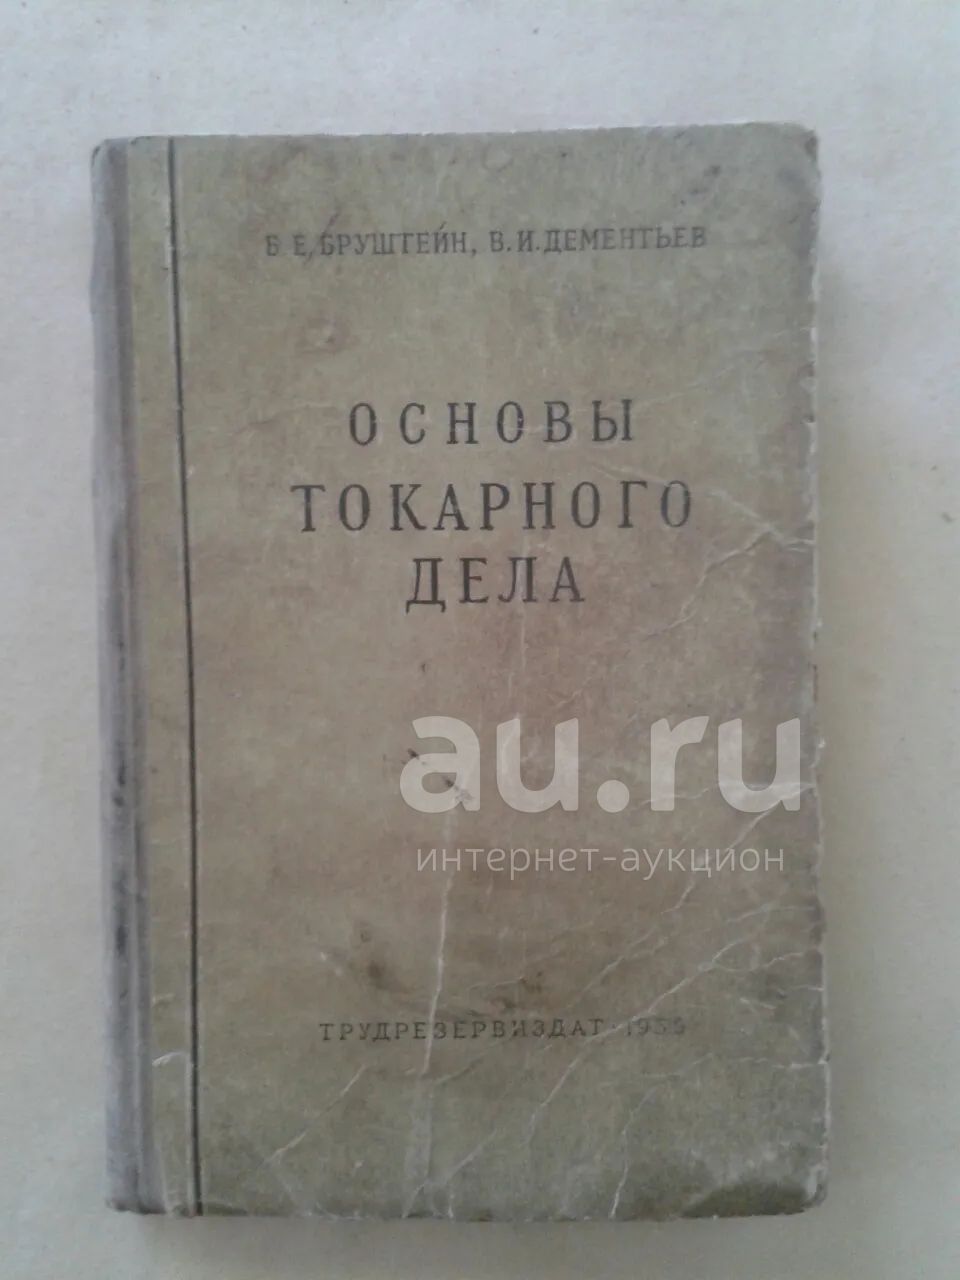 Б. Е. БРУШТЕЙН, В. И. ДЕМЕНТЬЕВ
ОСНОВЫ
ТОКАРНОГО
ДЕЛА
au.ru
интернет-аукцион
ТРУДРЕЗЕРВИЗДАТ